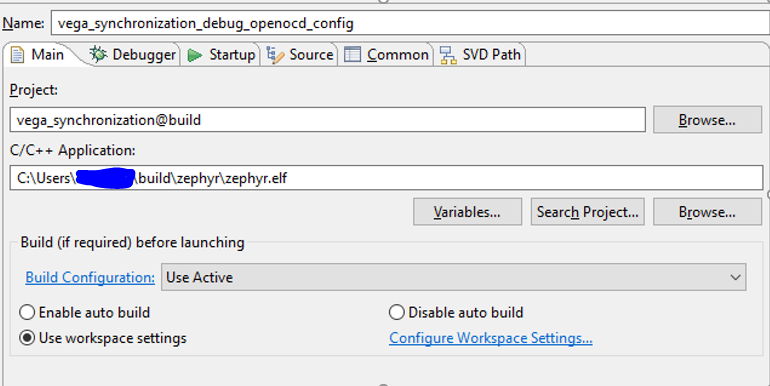 Name: vega_synchronization_debug_openocd_config
Main Debugger Startup Source Common SVD Path
Project:
vega_synchronization@build
Browse...
C/C++ Application:
C:\Users\ \build\zephyr\zephyr.elf
Variables... Search Project... Browse...
Build (if required) before launching
Build Configuration: Use Active
Enable auto build Disable auto build
Use workspace settings Configure Workspace Settings...